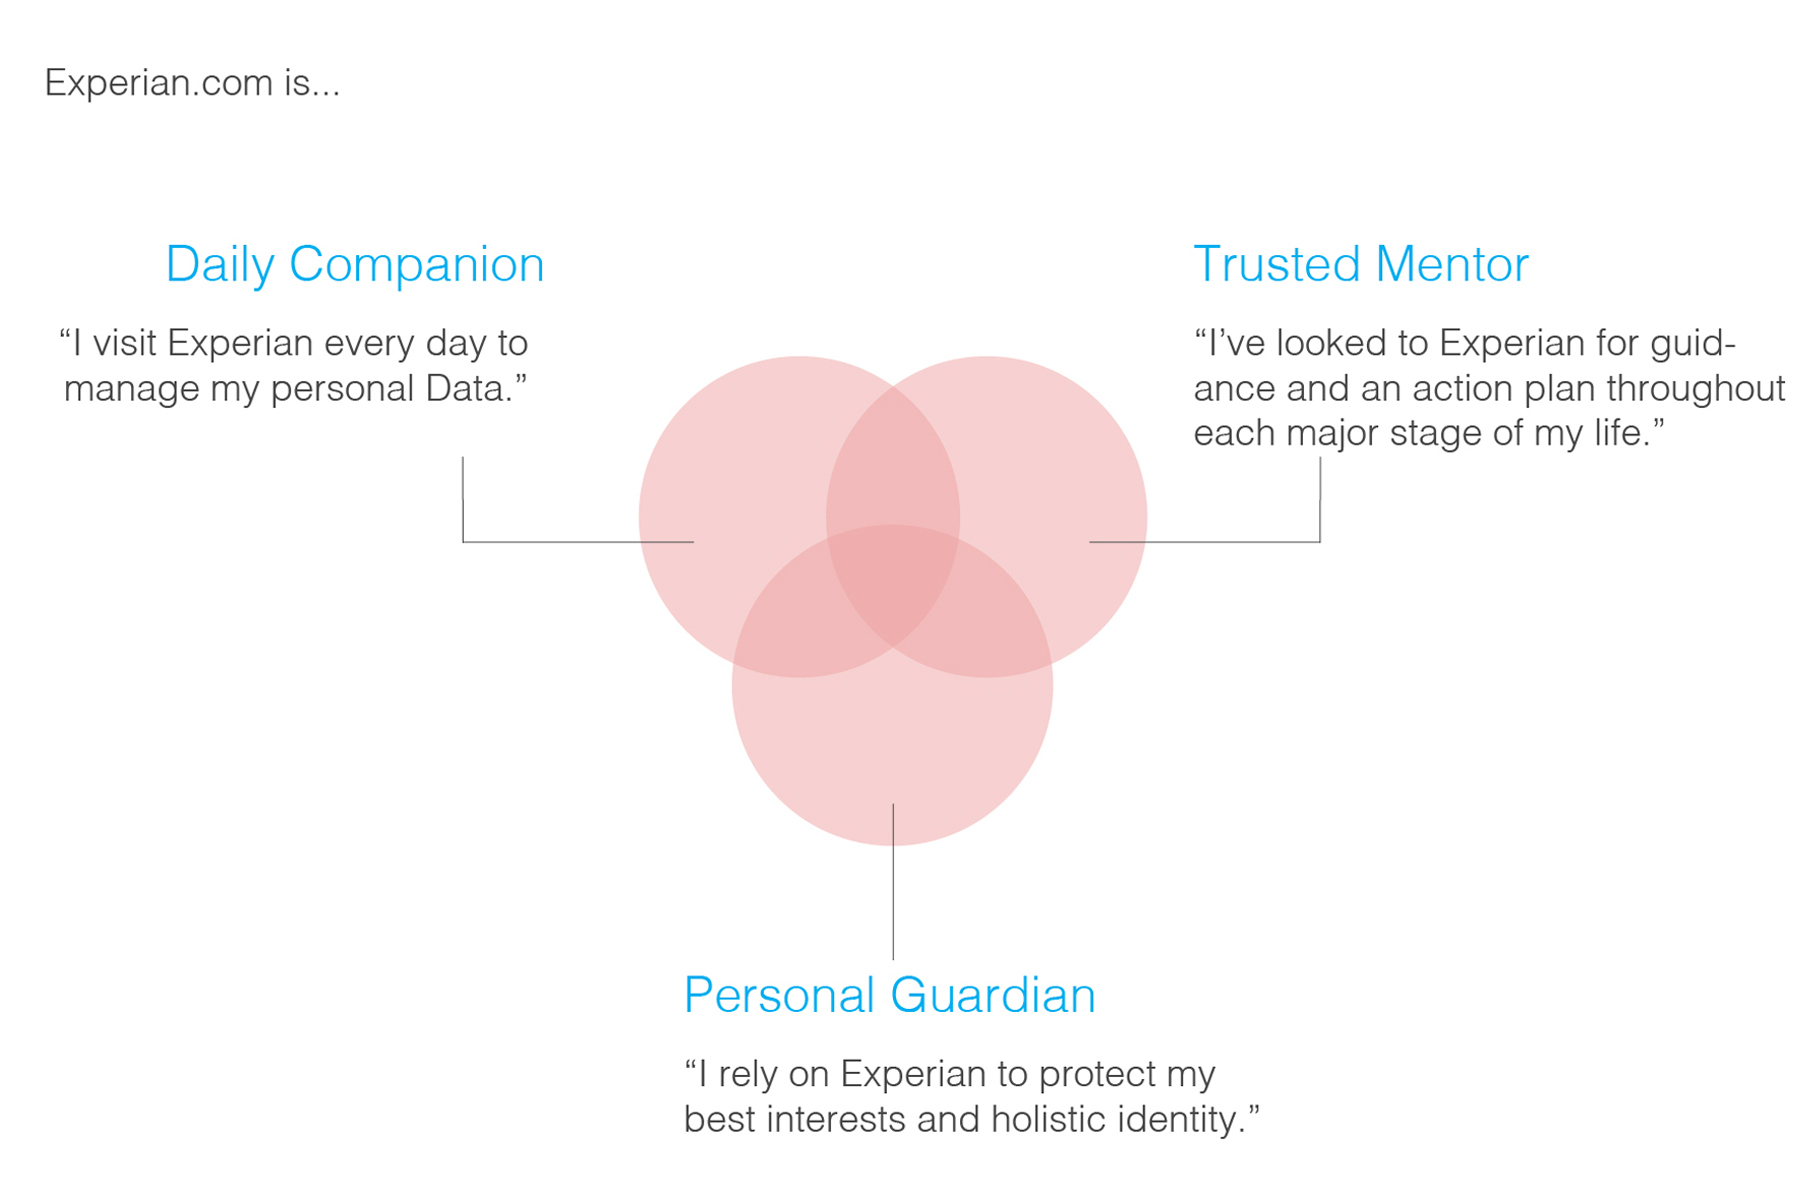 Experian.com is...
Daily Companion
“I visit Experian every day to
manage my personal Data.”
Trusted Mentor
“I’ve looked to Experian for guid-
ance and an action plan throughout
each major stage of my life.”
Personal Guardian
“I rely on Experian to protect my
best interests and holistic identity.”